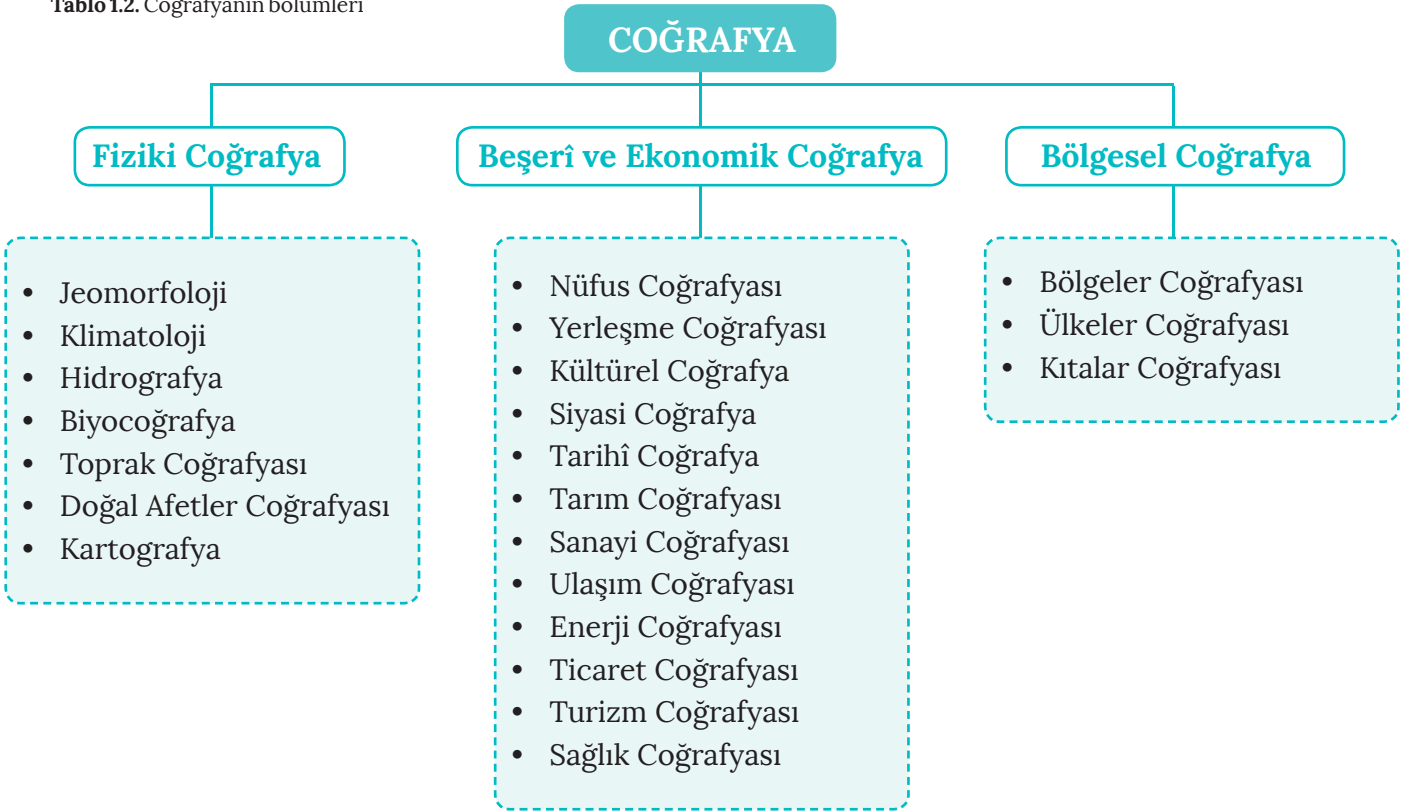 Tablo 1.2. Coğrafyanın bölümleri
COĞRAFYA
Fiziki Coğrafya
Beşerî ve Ekonomik Coğrafya
Bölgesel Coğrafya
• Jeomorfoloji
• Klimatoloji
• Hidrografya
• Biyocoğrafya
• Toprak Coğrafyası
• Doğal Afetler Coğrafyası
• Kartografya
• Nüfus Coğrafyası
• Yerleşme Coğrafyası
• Kültürel Coğrafya
• Siyasi Coğrafya
• Tarihî Coğrafya
• Tarım Coğrafyası
• Sanayi Coğrafyası
• Ulaşım Coğrafyası
• Enerji Coğrafyası
• Ticaret Coğrafyası
• Turizm Coğrafyası
• Sağlık Coğrafyası
• Bölgeler Coğrafyası
• Ülkeler Coğrafyası
• Kıtalar Coğrafyası